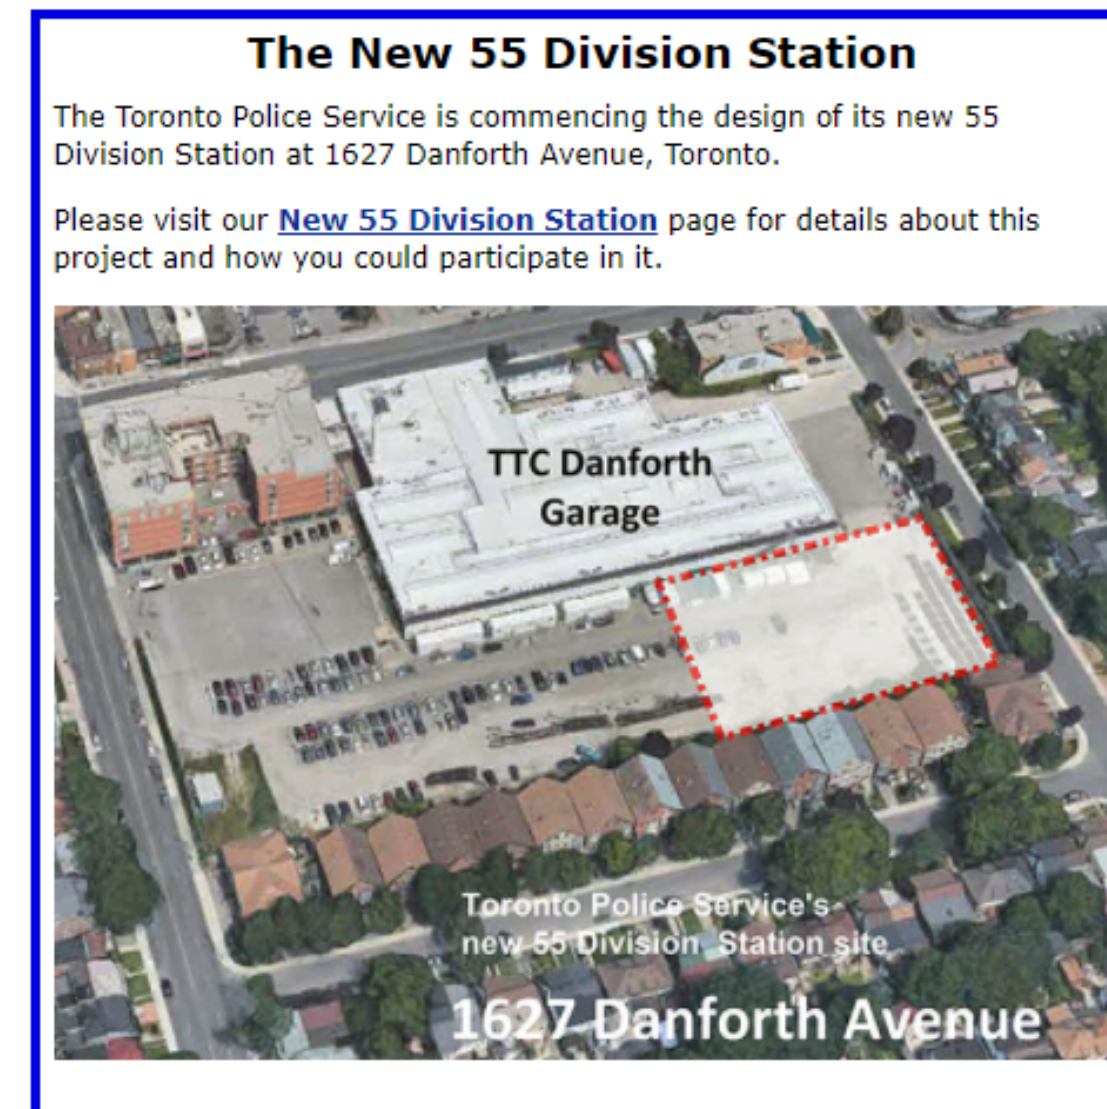 The New 55 Division Station
The Toronto Police Service is commencing the design of its new 55
Division Station at 1627 Danforth Avenue, Toronto.
Please visit our New 55 Division Station page for details about this
project and how you could participate in it.
TTC Danforth
Garage
Toronto Police Service's
new 55 Division Station site
1627 Danforth Avenue